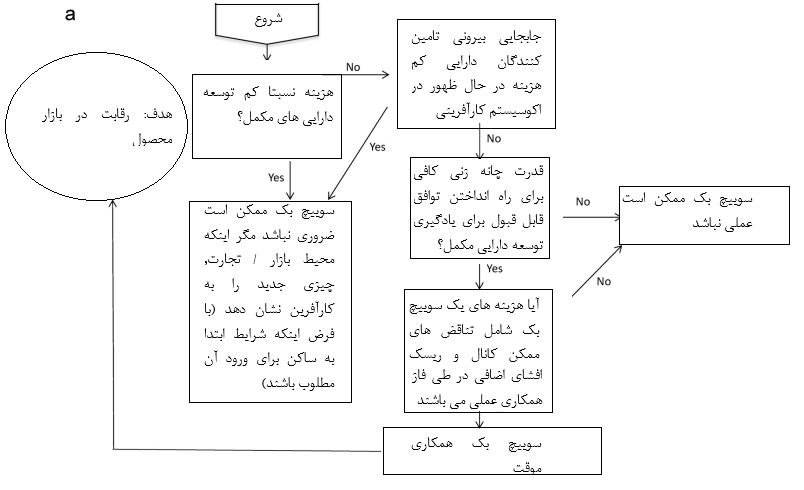 a
شروع
No
هزینه نسبتا کم توسعه
دارایی های مکمل؟
جابجایی بیرونی تامین
کنندگان دارایی کم
هزینه در حال ظهور در
اکوسیستم کارآفرینی
هدف: رقابت در بازار
محصول
Yes
Yes
No
قدرت چانه زنی کافی
برای راه انداختن توافق
قابل قبول برای یادگیری
توسعه دارایی مکمل؟
No
سوییچ بک ممکن است
عملی نباشد
سوییچ بک ممکن است
ضروری نباشد مگر اینکه
محیط بازار / تجارت,
چیزی جدید را به
کارآفرین نشان دهد (با
فرض اینکه شرایط ابتدا
به ساکن برای ورود آن
مطلوب باشند)
Yes
No
آیا هزینه های یک سوییچ
بک شامل تناقض های
ممکن کانال و ریسک
افشای اضافی در طی فاز
همکاری عملی می باشند
سوییچ بک همکاری
موقت